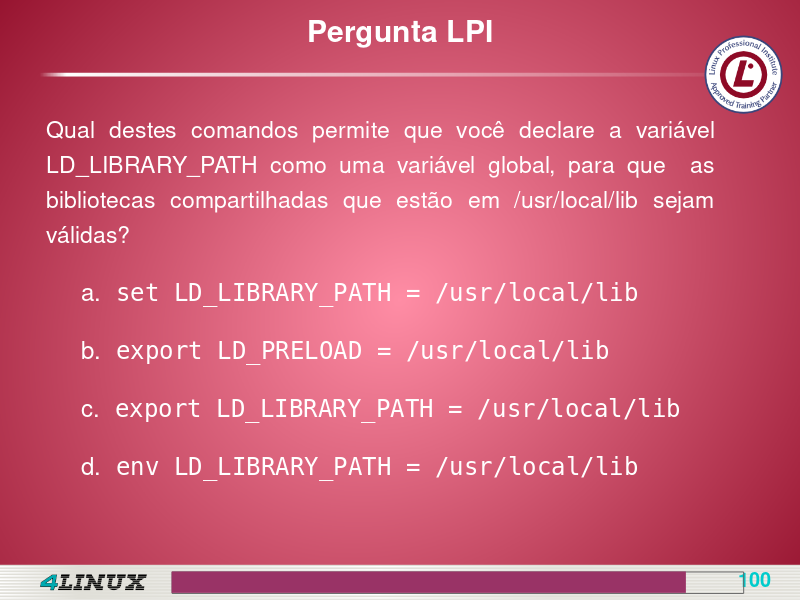 Pergunta LPI
Linux Professional Institute
Approved Training Partner
Qual destes comandos permite que você declare a variável
LD_LIBRARY_PATH como uma variável global, para que as
bibliotecas compartilhadas que estão em /usr/local/lib sejam
válidas?
a. set LD_LIBRARY_PATH = /usr/local/lib
b. export LD_PRELOAD = /usr/local/lib
c. export LD_LIBRARY_PATH = /usr/local/lib
d. env LD_LIBRARY_PATH = /usr/local/lib
4LINUX
100